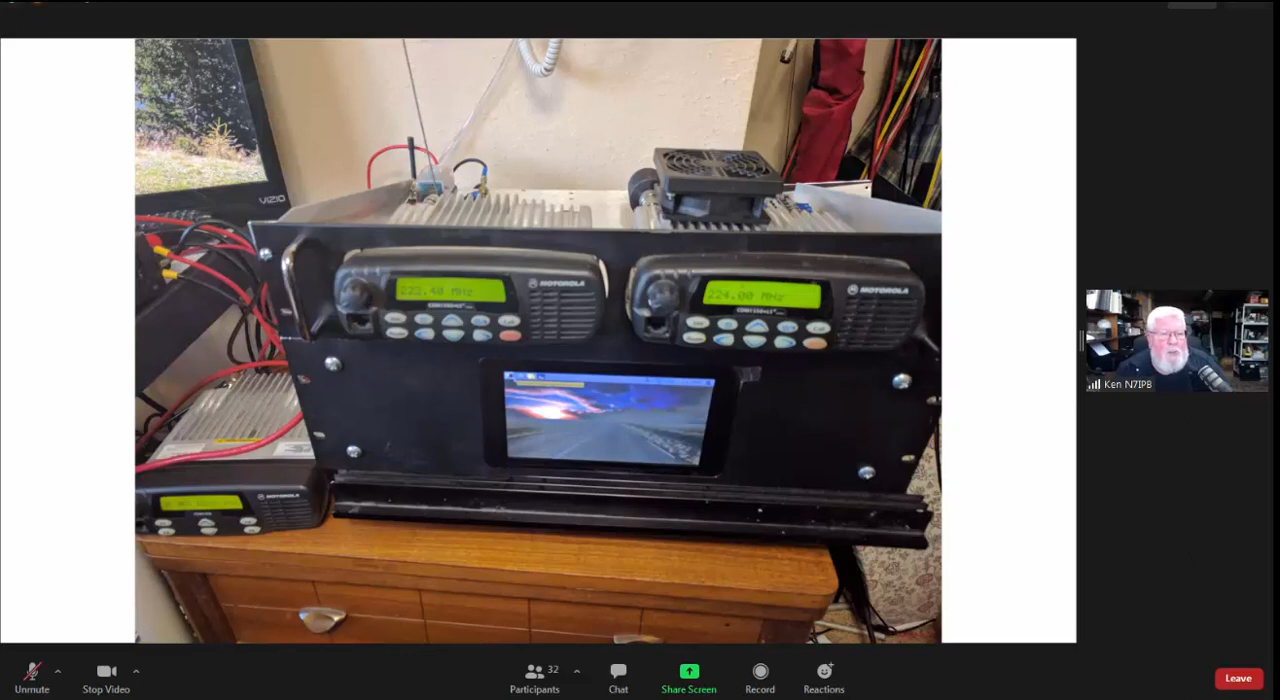 VIZIO
MOTOROLA
MOTOROLA
223.40 MHz
224.00 MHz
MOTOROLA
Ken N7IPB
32
Unmute
Stop Video
Participants
Chat
Share Screen
Record
Reactions
Leave